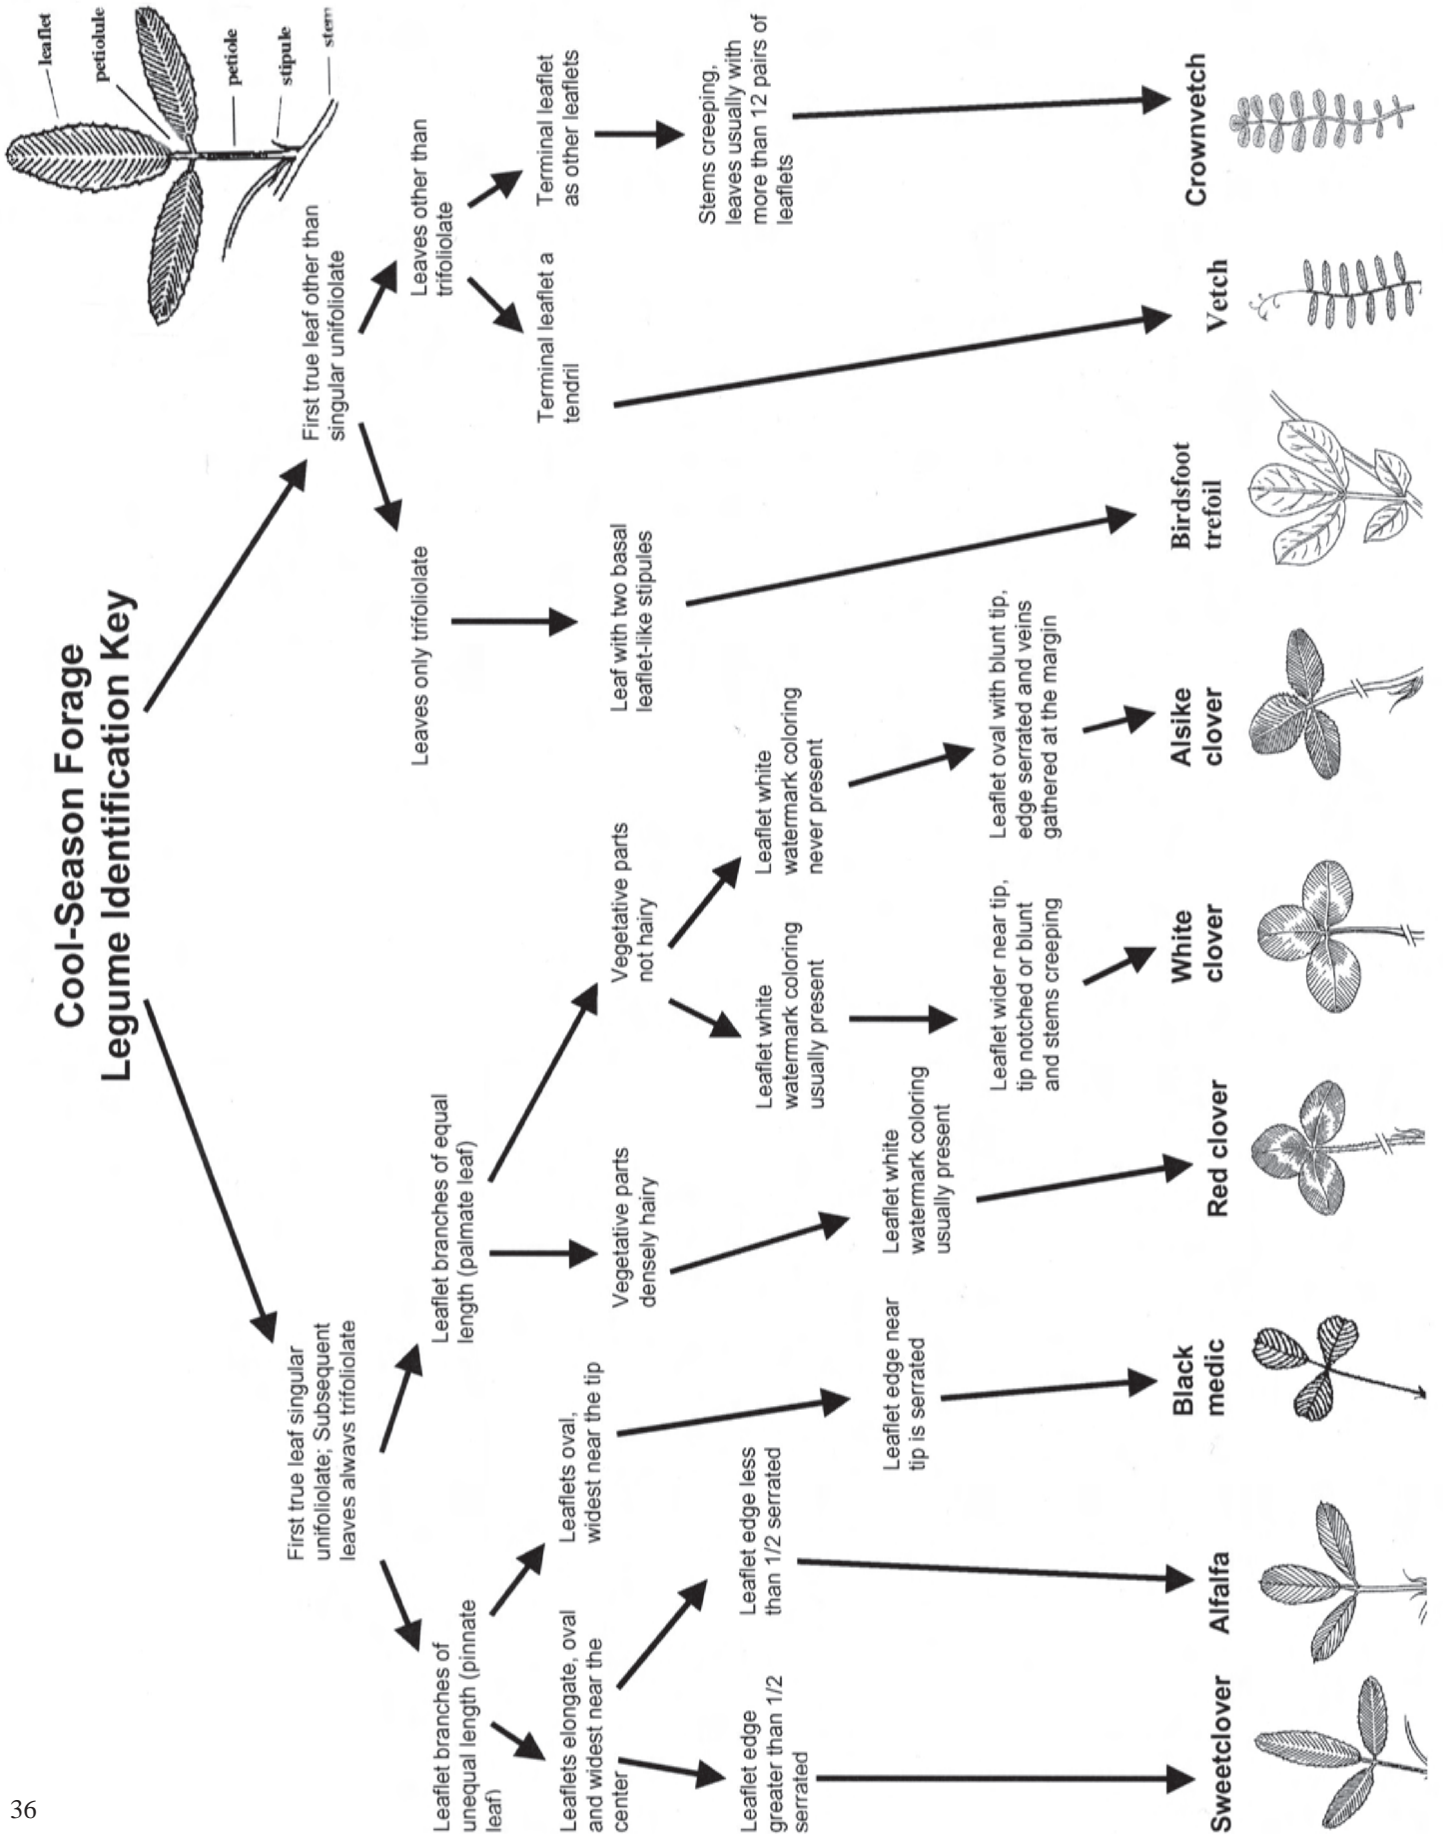 36
Cool-Season Forage
Legume Identification Key
leaflet
petiolule
petiole
stipule
stem
First true leaf singular
unifoliolate; Subsequent
leaves always trifoliolate
First true leaf other than
singular unifoliolate
Leaflet branches of
unequal length (pinnate
leaf)
Leaflet branches of equal
length (palmate leaf)
Leaves only trifoliolate
Leaves other than
trifoliolate
Leaflets elongate, oval
and widest near the
center
Leaflets oval,
widest near the tip
Vegetative parts
densely hairy
Vegetative parts
not hairy
Leaf with two basal
leaflet-like stipules
Terminal leaflet a
tendril
Terminal leaflet
as other leaflets
Leaflet edge
greater than 1/2
serrated
Leaflet edge less
than 1/2 serrated
Leaflet edge near
tip is serrated
Leaflet white
watermark coloring
usually present
Leaflet white
watermark coloring
usually present
Leaflet white
watermark coloring
never present
Stems creeping,
leaves usually with
more than 12 pairs of
leaflets
Leaflet wider near tip,
tip notched or blunt
and stems creeping
Leaflet oval with blunt tip,
edge serrated and veins
gathered at the margin
Sweetclover
Alfalfa
Black
medic
Red clover
White
clover
Alsike
clover
Birdsfoot
trefoil
Vetch
Crownvetch